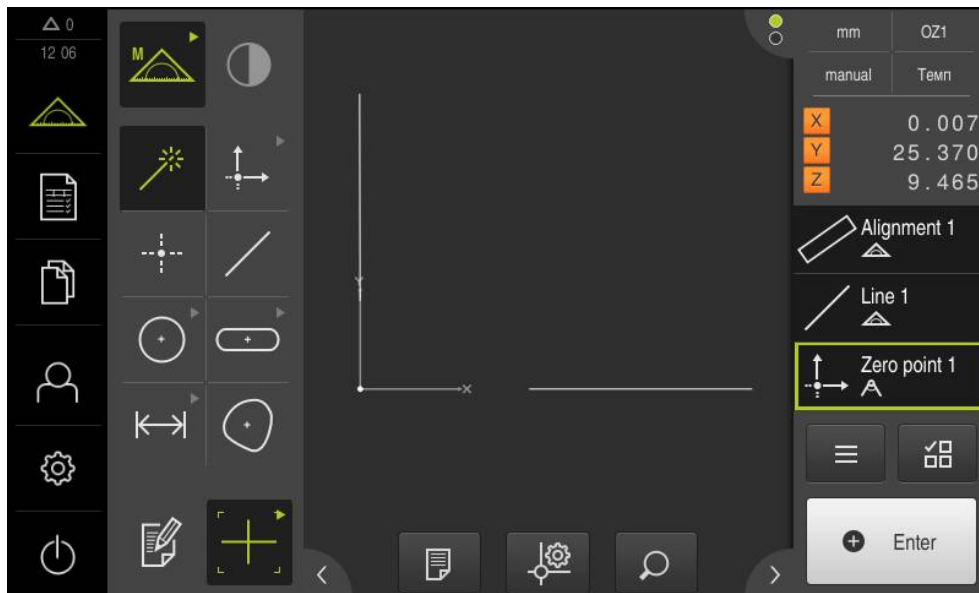 0
12 06
M
mm
OZ1
manual
Темп
X 0.007
Y 25.370
Z 9.465
Alignment 1
Line 1
Zero point 1
Y
X
Enter